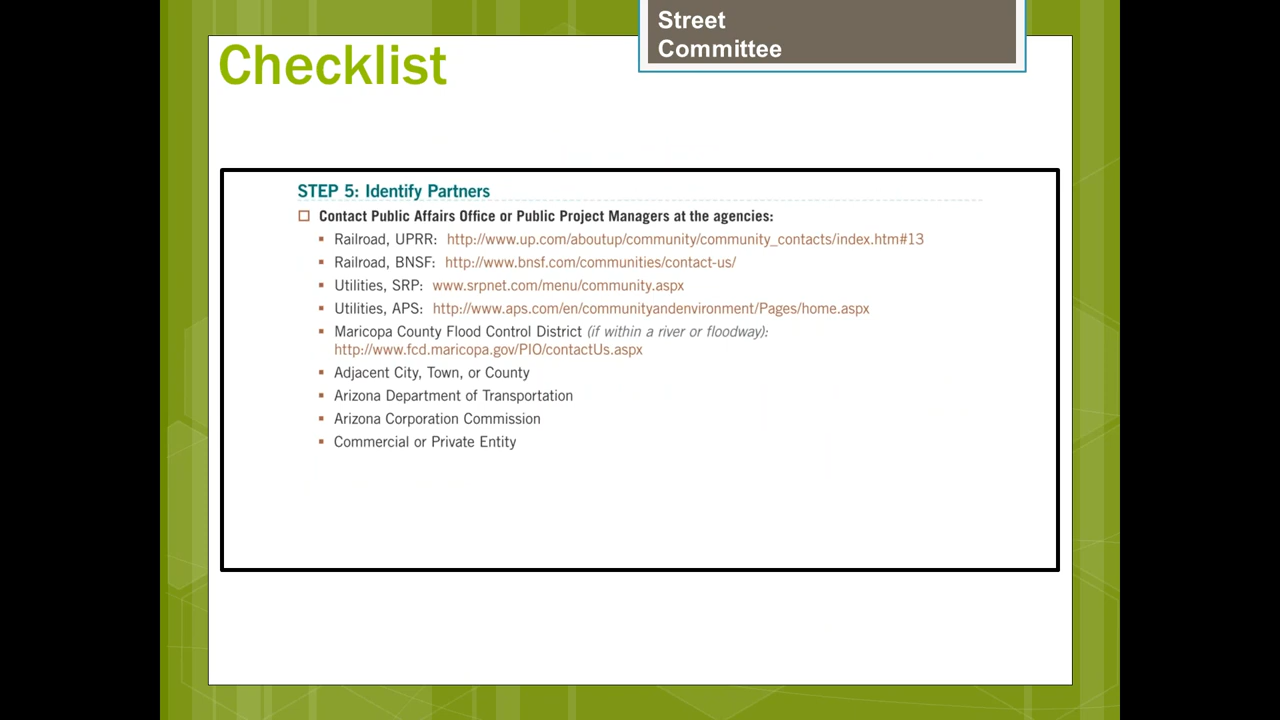 Street
Committee
Checklist
STEP 5: Identify Partners
Contact Public Affairs Office or Public Project Managers at the agencies:
Railroad, UPRR: http://www.up.com/aboutup/community/community_contacts/index.htm#13
Railroad, BNSF: http://www.bnsf.com/communities/contact-us/
Utilities, SRP: www.srpnet.com/menu/community.aspx
Utilities, APS: http://www.aps.com/en/communityandenvironment/Pages/home.aspx
Maricopa County Flood Control District (if within a river or floodway):
http://www.fcd.maricopa.gov/PIO/contactUs.aspx
Adjacent City, Town, or County
Arizona Department of Transportation
Arizona Corporation Commission
Commercial or Private Entity